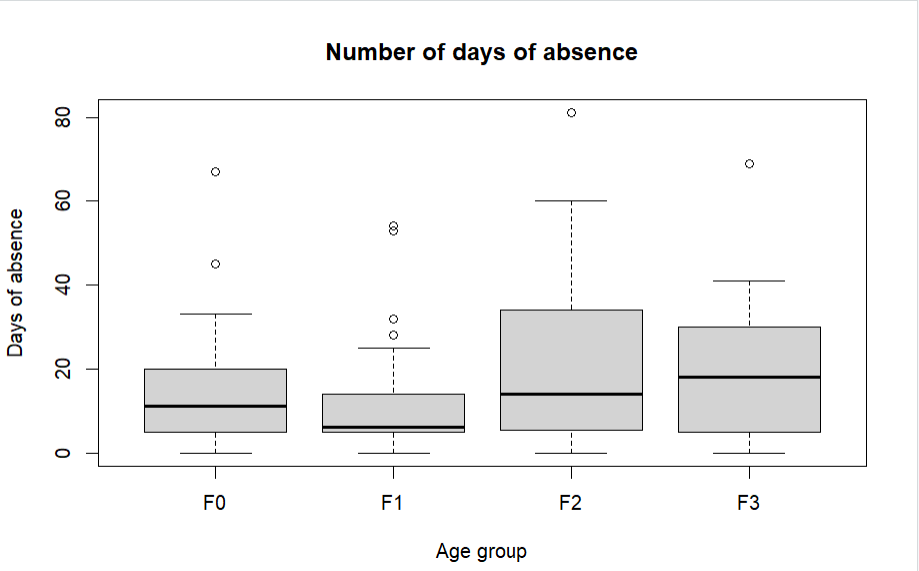 Number of days of absence
Days of absence
80
60
40
20
0
F0 F1 F2 F3
Age group